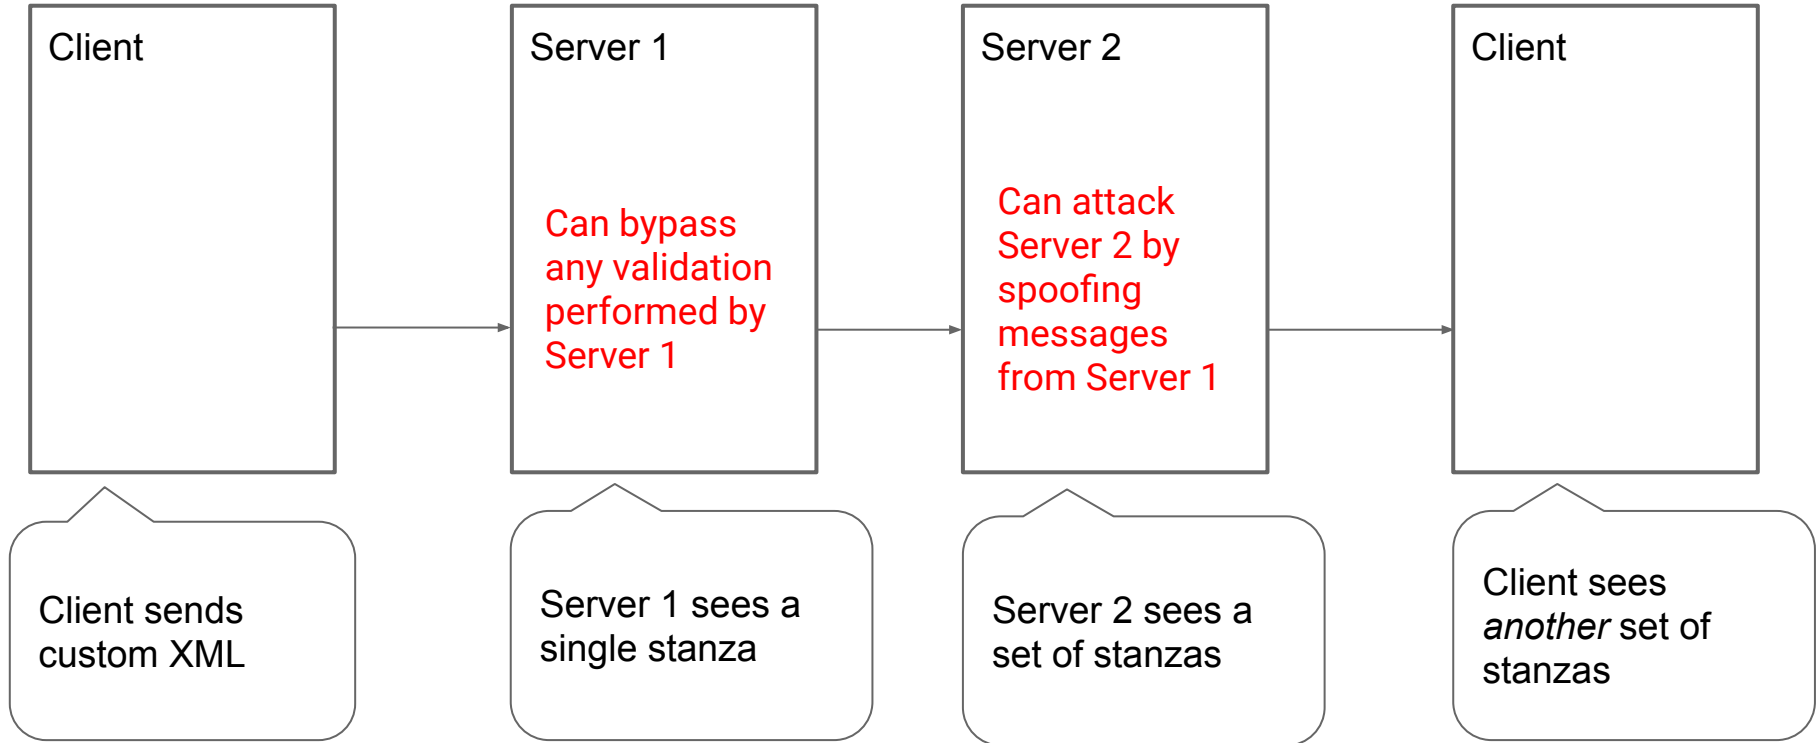 Client
Server 1
Server 2
Client
Can bypass
any validation
performed by
Server 1
Can attack
Server 2 by
spoofing
messages
from Server 1
Client sends
custom XML
Server 1 sees a
single stanza
Server 2 sees a
set of stanzas
Client sees
another set of
stanzas